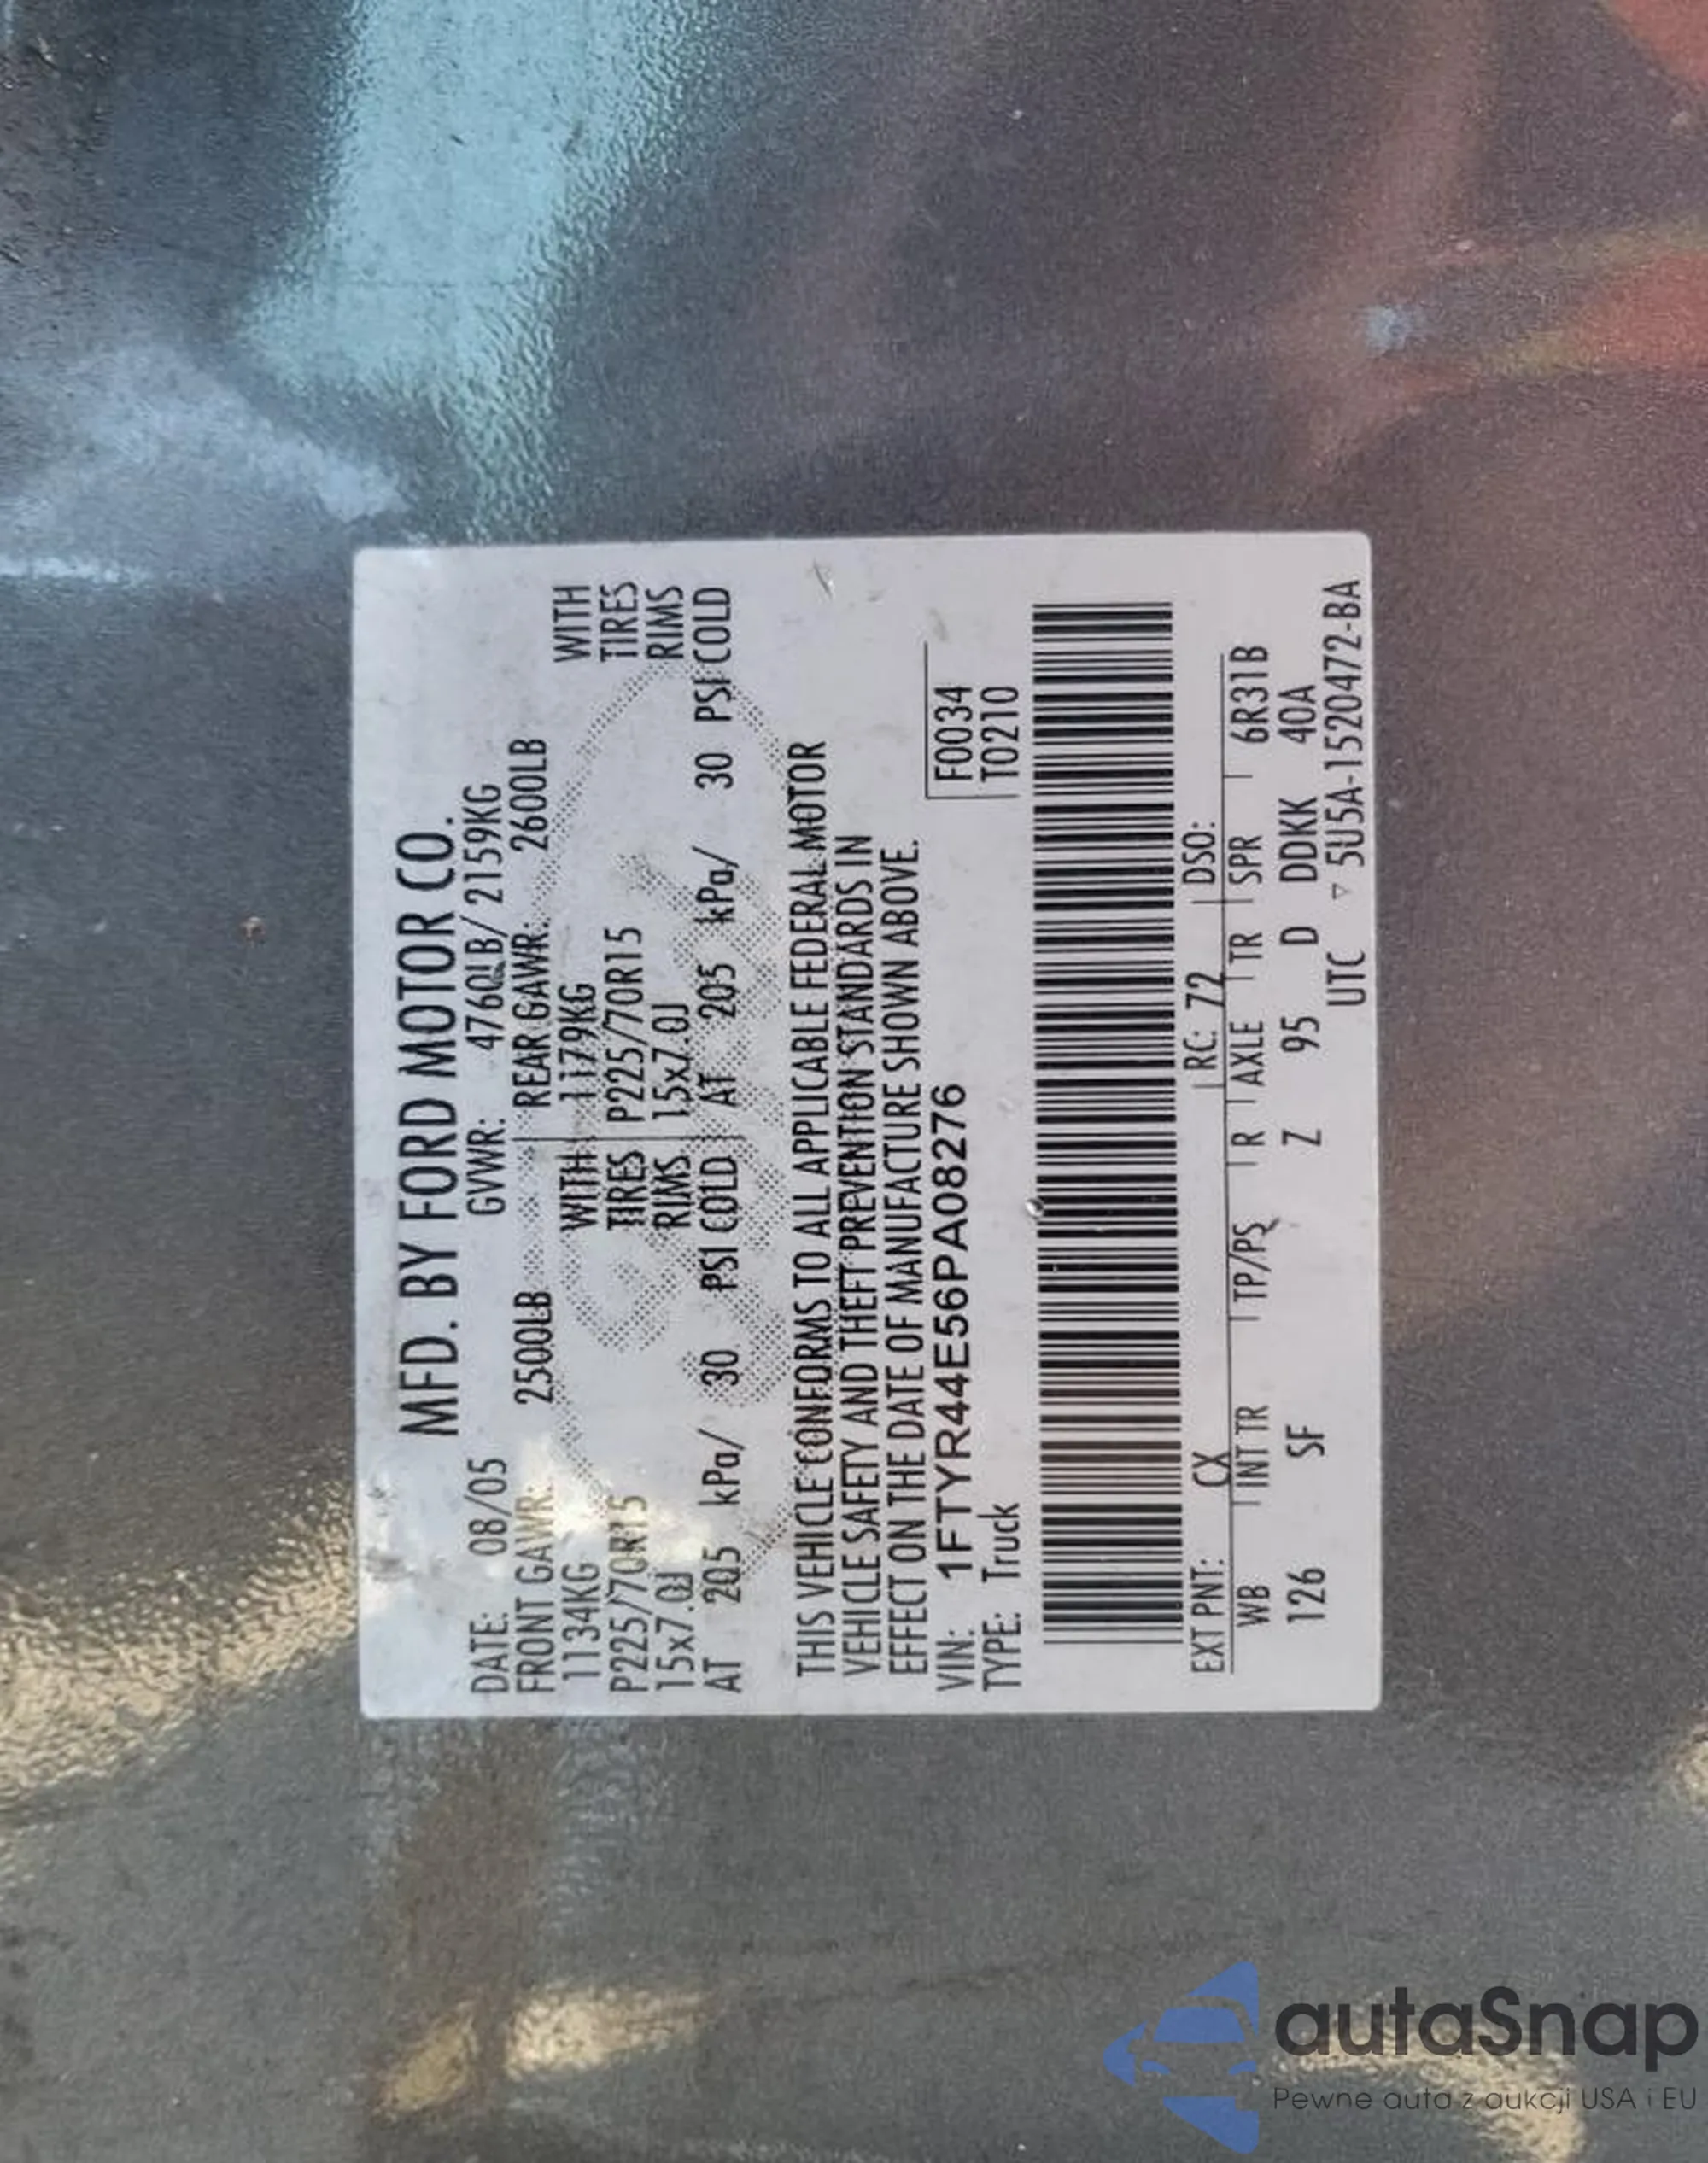 MFD. BY FORD MOTOR CO.
DATE: 08/05 GVWR: 4760LB/ 2159KG
FRONT GAWR: 2500LB REAR GAWR: 2600LB
1134KG WITH 1179KG WITH
P225/70R15 TIRES P225/70R15 TIRES
15x7.0J RIMS 15x7.0J RIMS
AT 205 kPa/ 30 PSI COLD AT 205 kPa/ 30 PSI COLD
THIS VEHICLE CONFORMS TO ALL APPLICABLE FEDERAL MOTOR
VEHICLE SAFETY AND THEFT PREVENTION STANDARDS IN
EFFECT ON THE DATE OF MANUFACTURE SHOWN ABOVE.
VIN: 1FTYR44E56PA08276 F0034
TYPE: Truck T0210
EXT PNT: CX RC: 72 DSO:
WB INT TR TP/PS R AXLE TR SPR 6R31B
126 SF Z 95 D DDKK 40A
UTC ▿ 5U5A-1520472-BA
autaSnap
Pewne auta z aukcji USA i EU